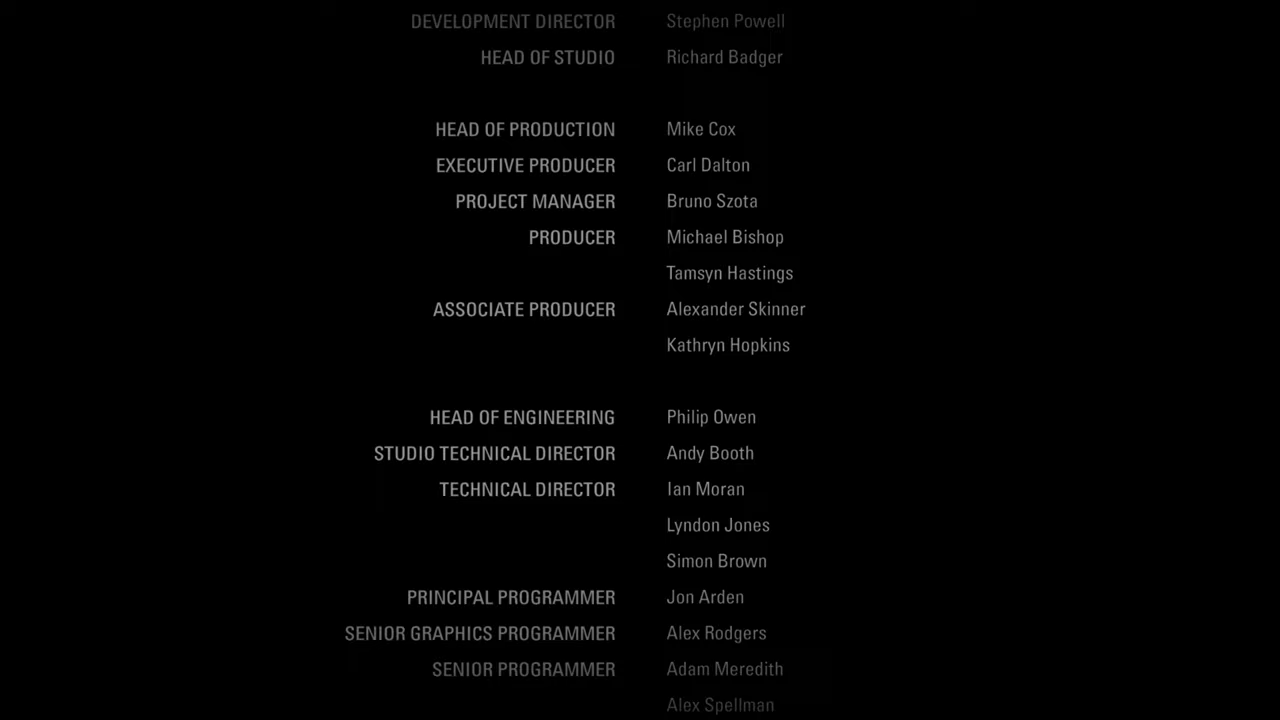 DEVELOPMENT DIRECTOR Stephen Powell
HEAD OF STUDIO Richard Badger
HEAD OF PRODUCTION Mike Cox
EXECUTIVE PRODUCER Carl Dalton
PROJECT MANAGER Bruno Szota
PRODUCER Michael Bishop
Tamsyn Hastings
ASSOCIATE PRODUCER Alexander Skinner
Kathryn Hopkins
HEAD OF ENGINEERING Philip Owen
STUDIO TECHNICAL DIRECTOR Andy Booth
TECHNICAL DIRECTOR Ian Moran
Lyndon Jones
Simon Brown
PRINCIPAL PROGRAMMER Jon Arden
SENIOR GRAPHICS PROGRAMMER Alex Rodgers
SENIOR PROGRAMMER Adam Meredith
Alex Spellman